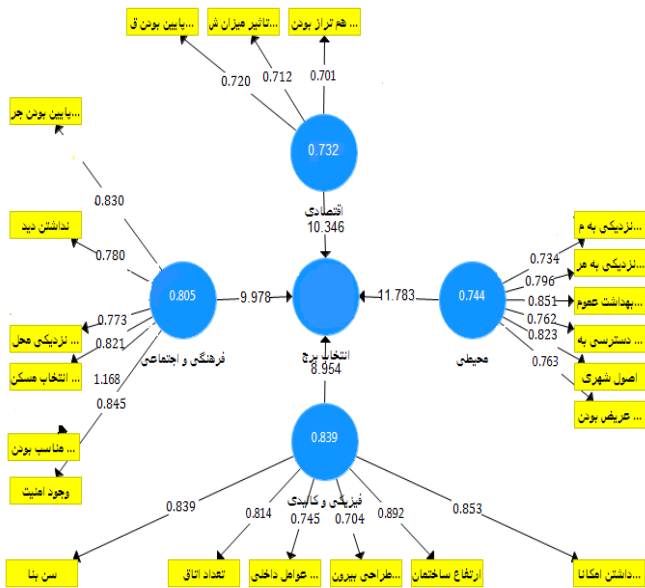 پایین بودن ق...
تاثیر میزان ش...
هم تراز بودن ...
0.720
0.712
0.701
0.732
اقتصادی
10.346
پایین بودن جر...
نداشتن دید
نزدیکی محل ...
انتخاب مسکن ...
مناسب بودن ...
وجود امنیت
0.830
0.780
0.773
0.821
1.168
0.845
0.805
فرهنگی و اجتماعی
9.978
انتخاب برج
11.783
0.744
محیطی
0.734
0.796
0.851
0.762
0.823
0.763
نزدیکی به م...
نزدیکی به مر...
بهداشت عموم...
دسترسی به ...
اصول شهری
عریض بودن ...
8.954
0.839
فیزیکی و کالبدی
0.839
0.814
0.745
0.704
0.892
0.853
سن بنا
تعداد اتاق
عوامل داخلی ...
طراحی بیرون...
ارتفاع ساختمان
داشتن امکانا...